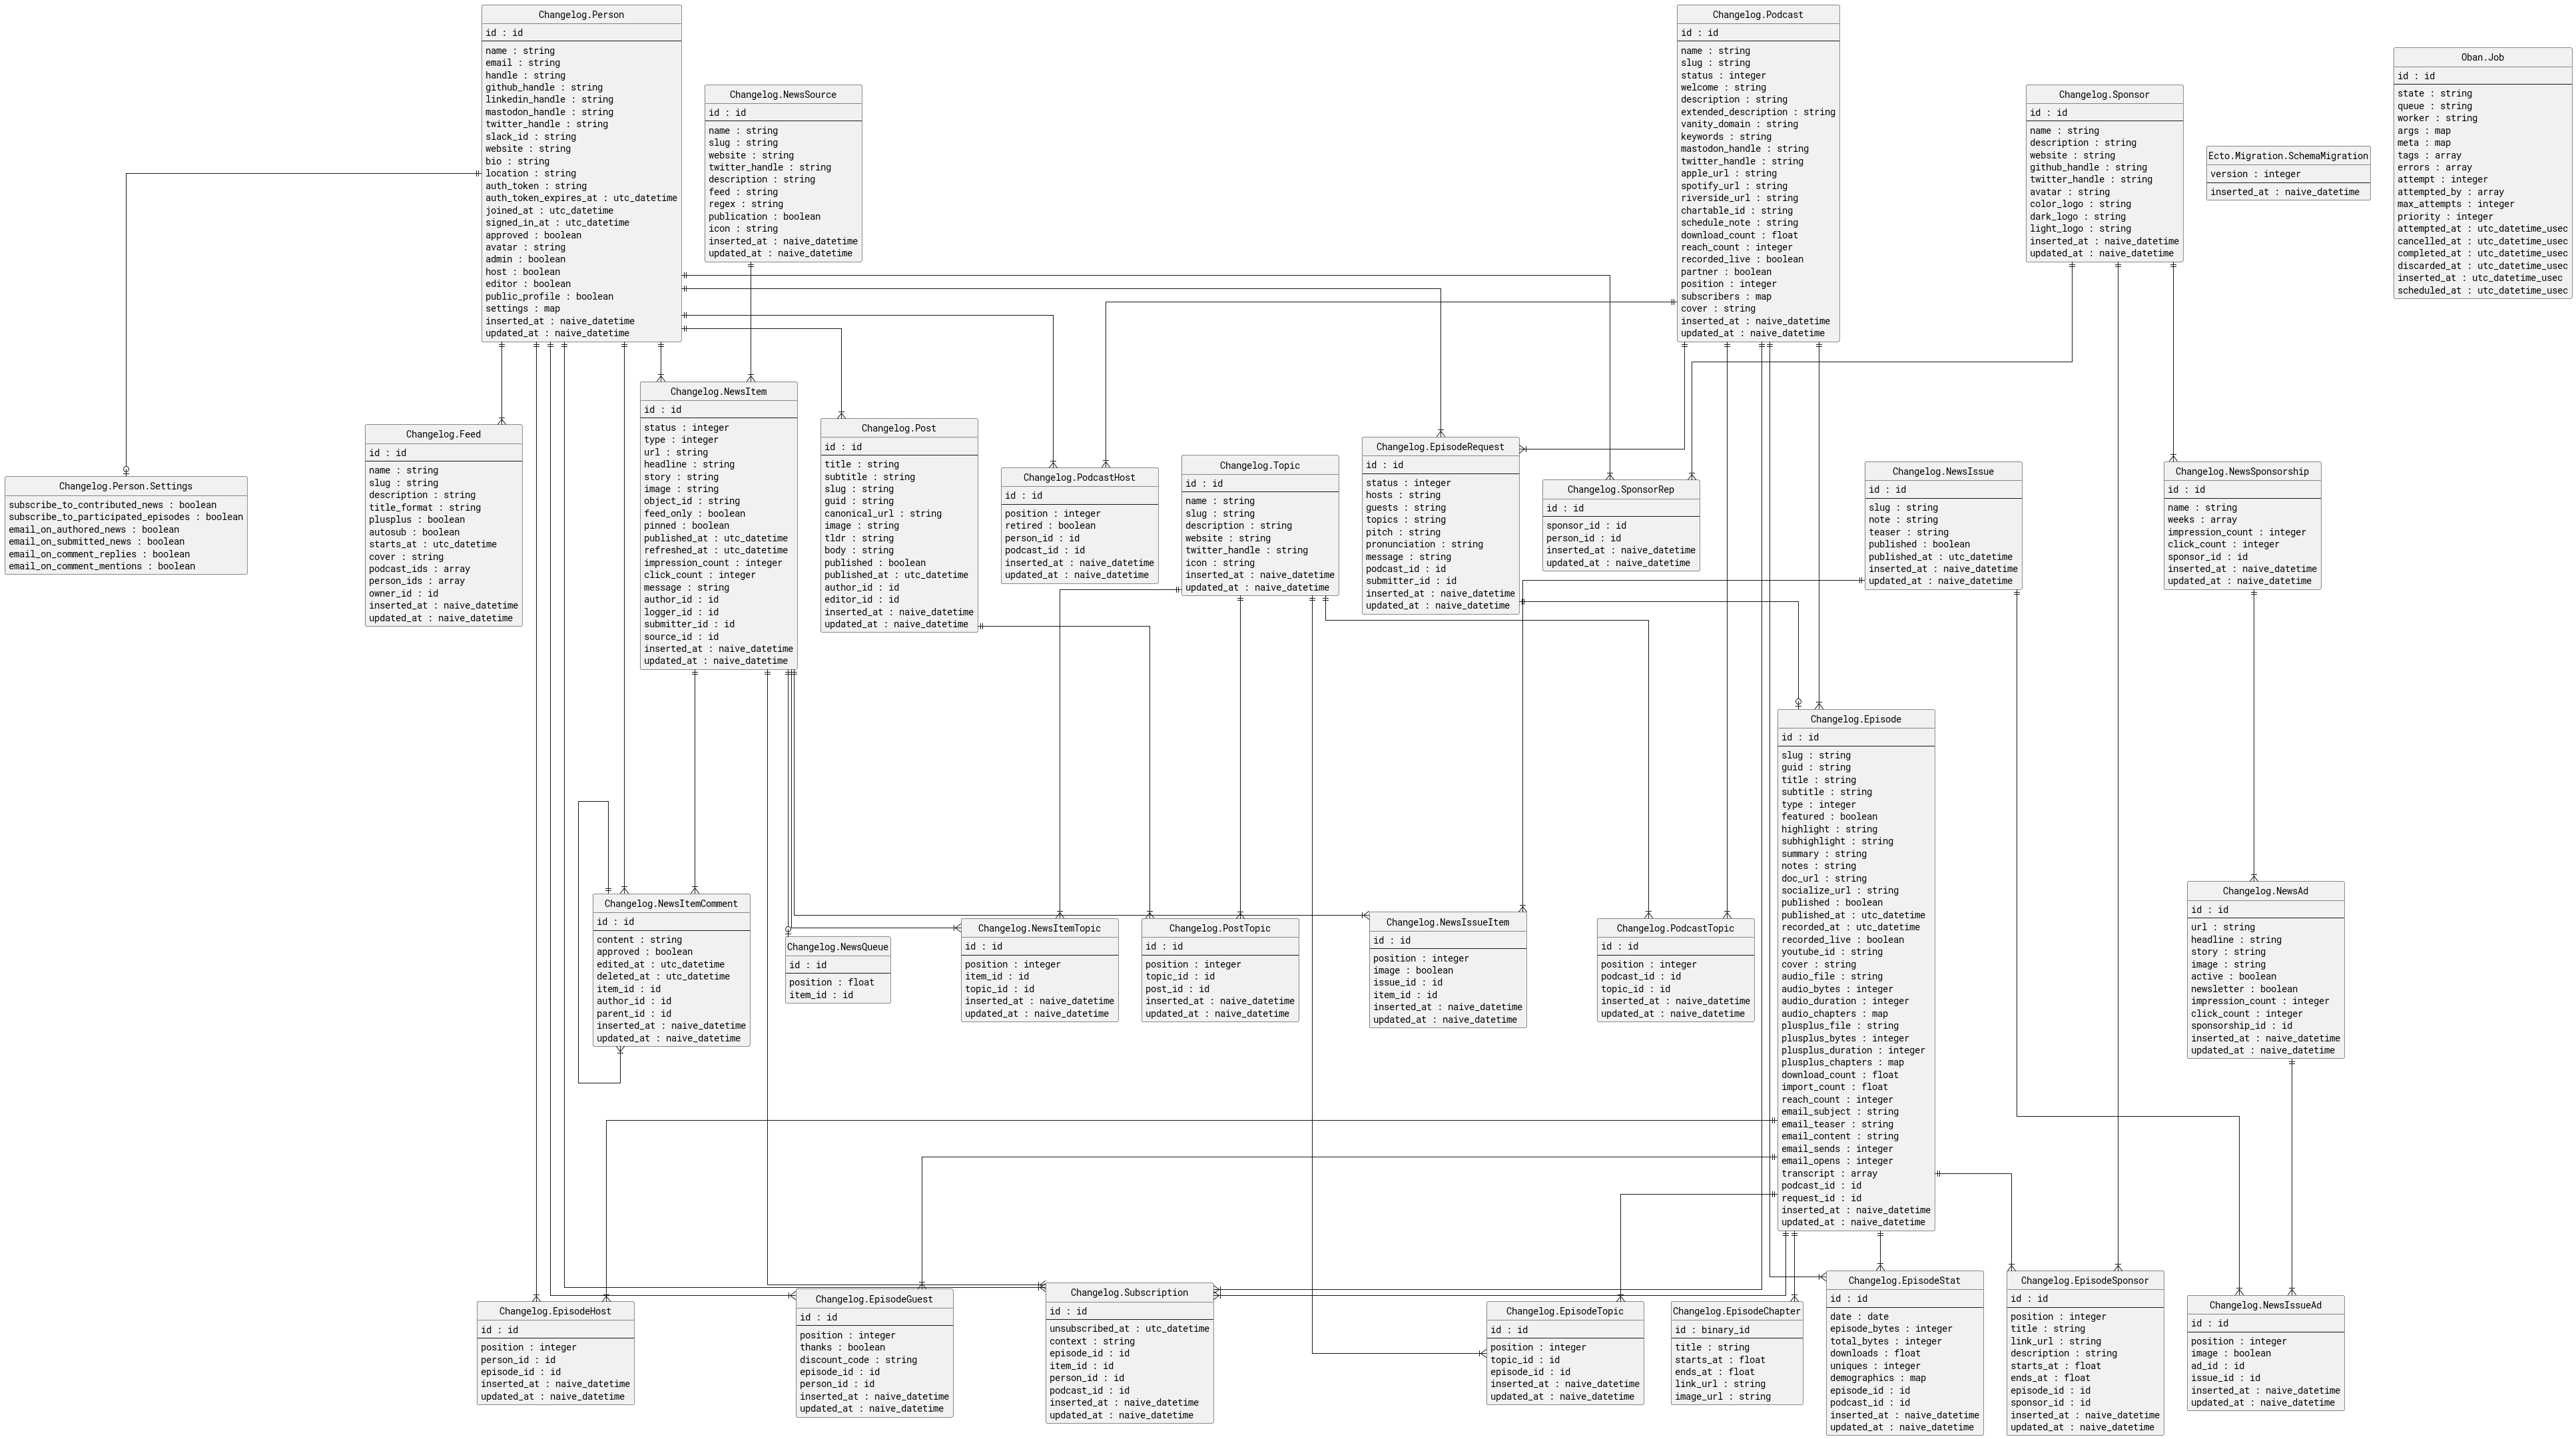 Changelog.Person
id : id
name : string
email : string
handle : string
github_handle : string
linkedin_handle : string
mastodon_handle : string
twitter_handle : string
slack_id : string
website : string
bio : string
location : string
auth_token : string
auth_token_expires_at : utc_datetime
joined_at : utc_datetime
signed_in_at : utc_datetime
approved : boolean
avatar : string
admin : boolean
host : boolean
editor : boolean
public_profile : boolean
settings : map
inserted_at : naive_datetime
updated_at : naive_datetime
Changelog.NewsSource
id : id
name : string
slug : string
website : string
twitter_handle : string
description : string
feed : string
regex : string
publication : boolean
icon : string
inserted_at : naive_datetime
updated_at : naive_datetime
Changelog.Podcast
id : id
name : string
slug : string
status : integer
welcome : string
description : string
extended_description : string
vanity_domain : string
keywords : string
mastodon_handle : string
twitter_handle : string
apple_url : string
spotify_url : string
riverside_url : string
chartable_id : string
schedule_note : string
download_count : float
reach_count : integer
recorded_live : boolean
partner : boolean
position : integer
subscribers : map
cover : string
inserted_at : naive_datetime
updated_at : naive_datetime
Changelog.Sponsor
id : id
name : string
description : string
website : string
github_handle : string
twitter_handle : string
avatar : string
color_logo : string
dark_logo : string
light_logo : string
inserted_at : naive_datetime
updated_at : naive_datetime
Ecto.Migration.SchemaMigration
version : integer
inserted_at : naive_datetime
Oban.Job
id : id
state : string
queue : string
worker : string
args : map
meta : map
tags : array
errors : array
attempt : integer
attempted_by : array
max_attempts : integer
priority : integer
attempted_at : utc_datetime_usec
cancelled_at : utc_datetime_usec
completed_at : utc_datetime_usec
discarded_at : utc_datetime_usec
inserted_at : utc_datetime_usec
scheduled_at : utc_datetime_usec
Changelog.Person.Settings
subscribe_to_contributed_news : boolean
subscribe_to_participated_episodes : boolean
email_on_authored_news : boolean
email_on_submitted_news : boolean
email_on_comment_replies : boolean
email_on_comment_mentions : boolean
Changelog.Feed
id : id
name : string
slug : string
description : string
title_format : string
plusplus : boolean
autosub : boolean
starts_at : utc_datetime
cover : string
podcast_ids : array
person_ids : array
owner_id : id
inserted_at : naive_datetime
updated_at : naive_datetime
Changelog.NewsItem
id : id
status : integer
type : integer
url : string
headline : string
story : string
image : string
object_id : string
feed_only : boolean
pinned : boolean
published_at : utc_datetime
refreshed_at : utc_datetime
impression_count : integer
click_count : integer
message : string
author_id : id
logger_id : id
submitter_id : id
source_id : id
inserted_at : naive_datetime
updated_at : naive_datetime
Changelog.Post
id : id
title : string
subtitle : string
slug : string
guid : string
canonical_url : string
image : string
tldr : string
body : string
published : boolean
published_at : utc_datetime
author_id : id
editor_id : id
inserted_at : naive_datetime
updated_at : naive_datetime
Changelog.PodcastHost
id : id
position : integer
retired : boolean
person_id : id
podcast_id : id
inserted_at : naive_datetime
updated_at : naive_datetime
Changelog.Topic
id : id
name : string
slug : string
description : string
website : string
twitter_handle : string
icon : string
inserted_at : naive_datetime
updated_at : naive_datetime
Changelog.EpisodeRequest
id : id
status : integer
hosts : string
guests : string
topics : string
pitch : string
pronunciation : string
message : string
podcast_id : id
submitter_id : id
inserted_at : naive_datetime
updated_at : naive_datetime
Changelog.SponsorRep
id : id
sponsor_id : id
person_id : id
inserted_at : naive_datetime
updated_at : naive_datetime
Changelog.NewsIssue
id : id
slug : string
note : string
teaser : string
published : boolean
published_at : utc_datetime
inserted_at : naive_datetime
updated_at : naive_datetime
Changelog.NewsSponsorship
id : id
name : string
weeks : array
impression_count : integer
click_count : integer
sponsor_id : id
inserted_at : naive_datetime
updated_at : naive_datetime
Changelog.Episode
id : id
slug : string
guid : string
title : string
subtitle : string
type : integer
featured : boolean
highlight : string
subhighlight : string
summary : string
notes : string
doc_url : string
socialize_url : string
published : boolean
published_at : utc_datetime
recorded_at : utc_datetime
recorded_live : boolean
youtube_id : string
cover : string
audio_file : string
audio_bytes : integer
audio_duration : integer
audio_chapters : map
plusplus_file : string
plusplus_bytes : integer
plusplus_duration : integer
plusplus_chapters : map
download_count : float
import_count : float
reach_count : integer
email_subject : string
email_teaser : string
email_content : string
email_sends : integer
email_opens : integer
transcript : array
podcast_id : id
request_id : id
inserted_at : naive_datetime
updated_at : naive_datetime
Changelog.NewsItemComment
id : id
content : string
approved : boolean
edited_at : utc_datetime
deleted_at : utc_datetime
item_id : id
author_id : id
parent_id : id
inserted_at : naive_datetime
updated_at : naive_datetime
Changelog.NewsQueue
id : id
position : float
item_id : id
Changelog.NewsItemTopic
id : id
position : integer
item_id : id
topic_id : id
inserted_at : naive_datetime
updated_at : naive_datetime
Changelog.PostTopic
id : id
position : integer
topic_id : id
post_id : id
inserted_at : naive_datetime
updated_at : naive_datetime
Changelog.NewsIssueItem
id : id
position : integer
image : boolean
issue_id : id
item_id : id
inserted_at : naive_datetime
updated_at : naive_datetime
Changelog.PodcastTopic
id : id
position : integer
podcast_id : id
topic_id : id
inserted_at : naive_datetime
updated_at : naive_datetime
Changelog.NewsAd
id : id
url : string
headline : string
story : string
image : string
active : boolean
newsletter : boolean
impression_count : integer
click_count : integer
sponsorship_id : id
inserted_at : naive_datetime
updated_at : naive_datetime
Changelog.EpisodeHost
id : id
position : integer
person_id : id
episode_id : id
inserted_at : naive_datetime
updated_at : naive_datetime
Changelog.EpisodeGuest
id : id
position : integer
thanks : boolean
discount_code : string
episode_id : id
person_id : id
inserted_at : naive_datetime
updated_at : naive_datetime
Changelog.Subscription
id : id
unsubscribed_at : utc_datetime
context : string
episode_id : id
item_id : id
person_id : id
podcast_id : id
inserted_at : naive_datetime
updated_at : naive_datetime
Changelog.EpisodeTopic
id : id
position : integer
topic_id : id
episode_id : id
inserted_at : naive_datetime
updated_at : naive_datetime
Changelog.EpisodeChapter
id : binary_id
title : string
starts_at : float
ends_at : float
link_url : string
image_url : string
Changelog.EpisodeStat
id : id
date : date
episode_bytes : integer
total_bytes : integer
downloads : float
uniques : integer
demographics : map
episode_id : id
podcast_id : id
inserted_at : naive_datetime
updated_at : naive_datetime
Changelog.EpisodeSponsor
id : id
position : integer
title : string
link_url : string
description : string
starts_at : float
ends_at : float
episode_id : id
sponsor_id : id
inserted_at : naive_datetime
updated_at : naive_datetime
Changelog.NewsIssueAd
id : id
position : integer
image : boolean
ad_id : id
issue_id : id
inserted_at : naive_datetime
updated_at : naive_datetime